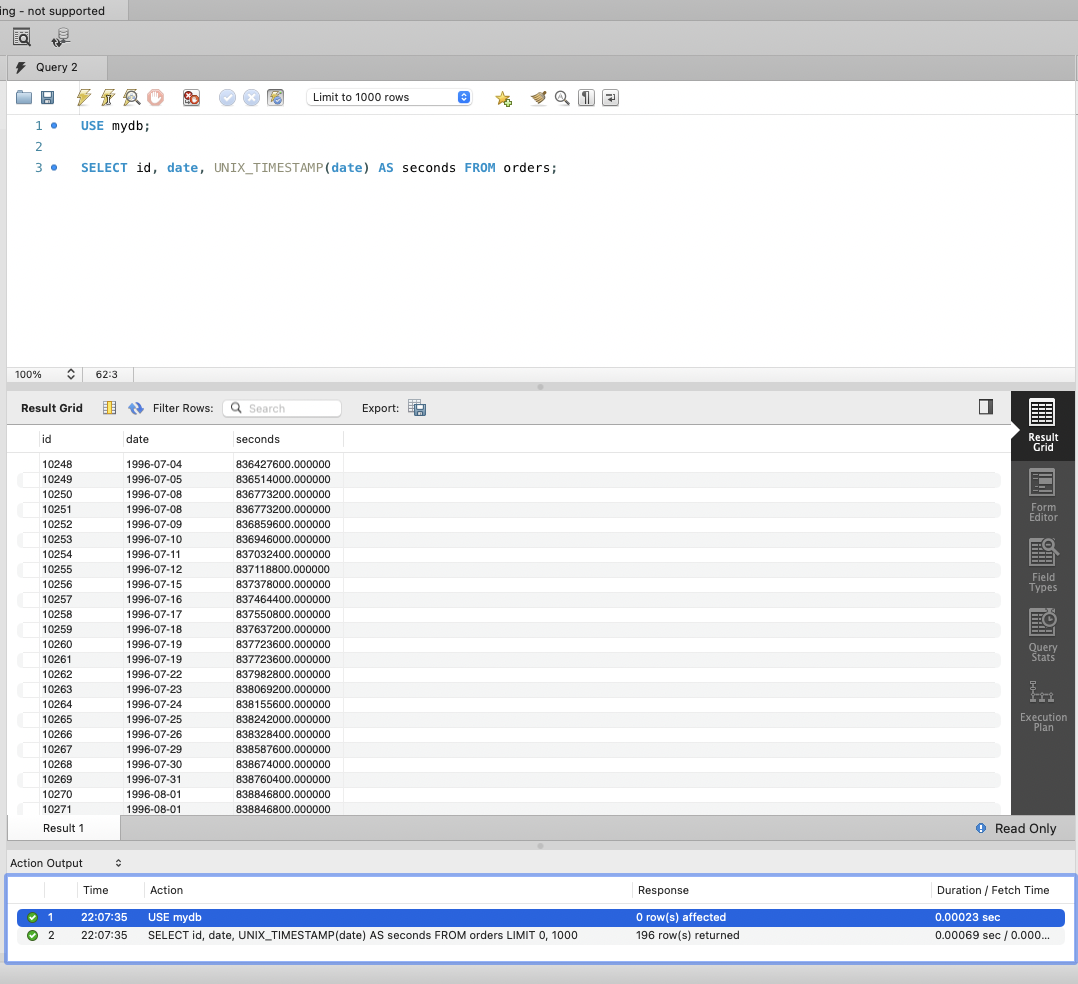 ing - not supported
Query 2
Limit to 1000 rows
1 USE mydb;
2
3 SELECT id, date, UNIX_TIMESTAMP(date) AS seconds FROM orders;
100% 62:3
Result Grid Filter Rows: Search Export:
id date seconds
10248 1996-07-04 836427600.000000
10249 1996-07-05 836514000.000000
10250 1996-07-08 836773200.000000
10251 1996-07-08 836773200.000000
10252 1996-07-09 836859600.000000
10253 1996-07-10 836946000.000000
10254 1996-07-11 837032400.000000
10255 1996-07-12 837118800.000000
10256 1996-07-15 837378000.000000
10257 1996-07-16 837464400.000000
10258 1996-07-17 837550800.000000
10259 1996-07-18 837637200.000000
10260 1996-07-19 837723600.000000
10261 1996-07-19 837723600.000000
10262 1996-07-22 837982800.000000
10263 1996-07-23 838069200.000000
10264 1996-07-24 838155600.000000
10265 1996-07-25 838242000.000000
10266 1996-07-26 838328400.000000
10267 1996-07-29 838587600.000000
10268 1996-07-30 838674000.000000
10269 1996-07-31 838760400.000000
10270 1996-08-01 838846800.000000
10271 1996-08-01 838846800.000000
Result
Grid
Form
Editor
Field
Types
Query
Stats
Execution
Plan
Result 1 Read Only
Action Output
Time Action Response Duration / Fetch Time
1 22:07:35 USE mydb 0 row(s) affected 0.00023 sec
2 22:07:35 SELECT id, date, UNIX_TIMESTAMP(date) AS seconds FROM orders LIMIT 0, 1000 196 row(s) returned 0.00069 sec / 0.000...